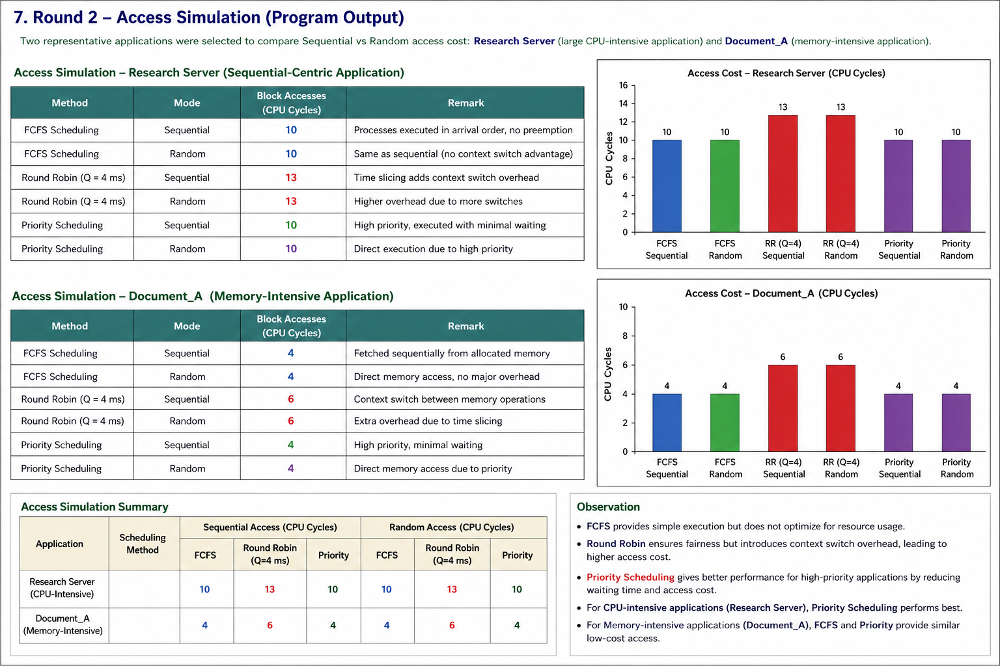 7. Round 2 – Access Simulation (Program Output)
Two representative applications were selected to compare Sequential vs Random access cost: Research Server (large CPU-intensive application) and Document_A (memory-intensive application).
Access Simulation – Research Server (Sequential-Centric Application)
Method Mode Block Accesses (CPU Cycles) Remark
FCFS Scheduling Sequential 10 Processes executed in arrival order, no preemption
FCFS Scheduling Random 10 Same as sequential (no context switch advantage)
Round Robin (Q = 4 ms) Sequential 13 Time slicing adds context switch overhead
Round Robin (Q = 4 ms) Random 13 Higher overhead due to more switches
Priority Scheduling Sequential 10 High priority, executed with minimal waiting
Priority Scheduling Random 10 Direct execution due to high priority
Access Cost – Research Server (CPU Cycles)
CPU Cycles
16
14
12
10
8
6
4
2
0
10 10 13 13 10 10
FCFS Sequential
FCFS Random
RR (Q=4) Sequential
RR (Q=4) Random
Priority Sequential
Priority Random
Access Simulation – Document_A (Memory-Intensive Application)
Method Mode Block Accesses (CPU Cycles) Remark
FCFS Scheduling Sequential 4 Fetched sequentially from allocated memory
FCFS Scheduling Random 4 Direct memory access, no major overhead
Round Robin (Q = 4 ms) Sequential 6 Context switch between memory operations
Round Robin (Q = 4 ms) Random 6 Extra overhead due to time slicing
Priority Scheduling Sequential 4 High priority, minimal waiting
Priority Scheduling Random 4 Direct memory access due to priority
Access Cost – Document_A (CPU Cycles)
CPU Cycles
10
8
6
4
2
0
4 4 6 6 4 4
FCFS Sequential
FCFS Random
RR (Q=4) Sequential
RR (Q=4) Random
Priority Sequential
Priority Random
Access Simulation Summary
Application Scheduling Method Sequential Access (CPU Cycles) Random Access (CPU Cycles)
FCFS Round Robin (Q=4 ms) Priority FCFS Round Robin (Q=4 ms) Priority
Research Server (CPU-Intensive) 10 13 10 10 13 10
Document_A (Memory-Intensive) 4 6 4 4 6 4
Observation
• FCFS provides simple execution but does not optimize for resource usage.
• Round Robin ensures fairness but introduces context switch overhead, leading to
higher access cost.
• Priority Scheduling gives better performance for high-priority applications by reducing
waiting time and access cost.
• For CPU-intensive applications (Research Server), Priority Scheduling performs best.
• For Memory-intensive applications (Document_A), FCFS and Priority provide similar
low-cost access.